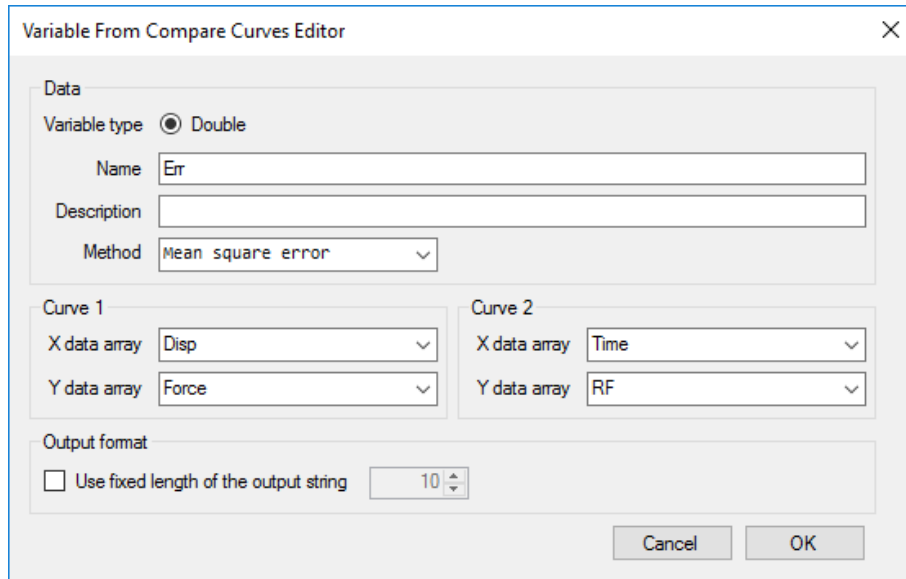 Variable From Compare Curves Editor
Data
Variable type Double
Name Err
Description
Method Mean square error
Curve 1
X data array Disp
Y data array Force
Curve 2
X data array Time
Y data array RF
Output format
Use fixed length of the output string 10
Cancel OK